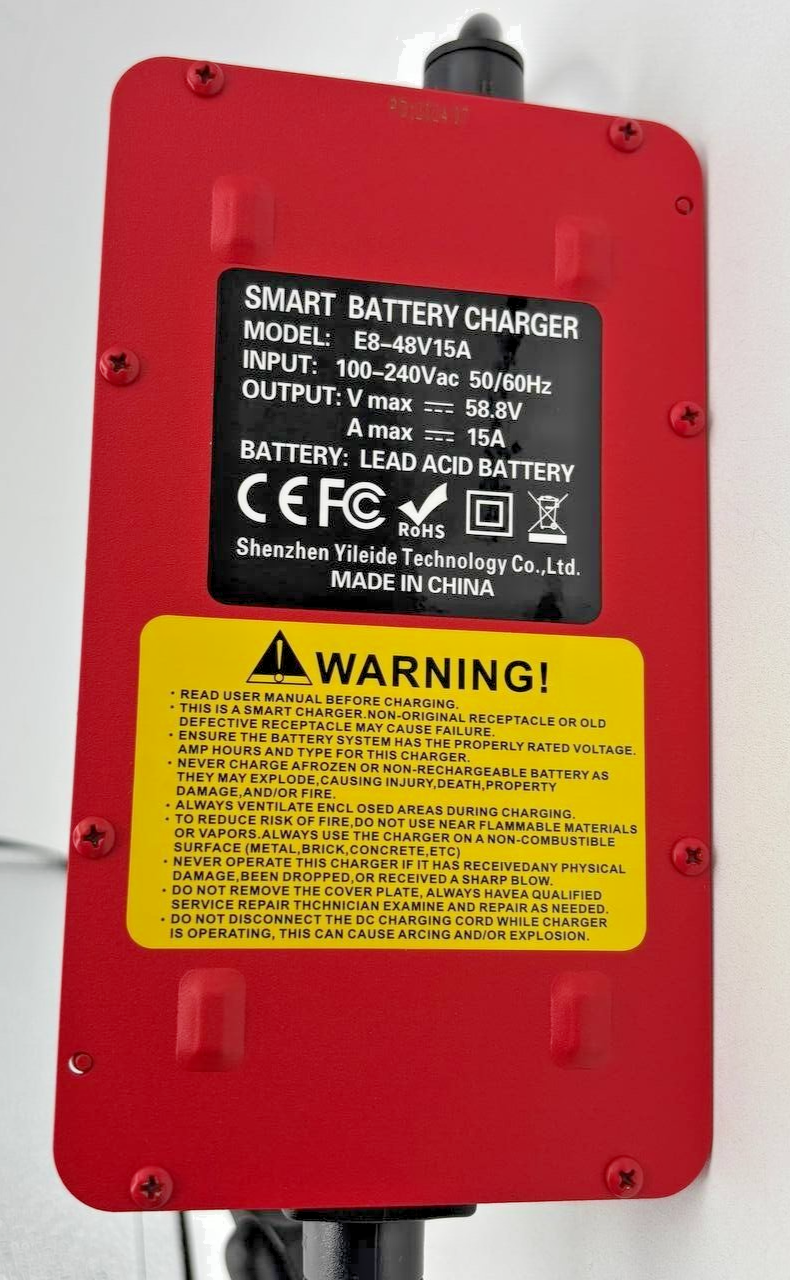 SMART BATTERY CHARGER
MODEL: E8-48V15A
INPUT: 100-240Vac 50/60Hz
OUTPUT: V max ⎓ 58.8V
A max ⎓ 15A
BATTERY: LEAD ACID BATTERY
CE FC RoHS
Shenzhen Yileide Technology Co.,Ltd.
MADE IN CHINA
WARNING!
• READ USER MANUAL BEFORE CHARGING.
• THIS IS A SMART CHARGER.NON-ORIGINAL RECEPTACLE OR OLD
DEFECTIVE RECEPTACLE MAY CAUSE FAILURE.
• ENSURE THE BATTERY SYSTEM HAS THE PROPERLY RATED VOLTAGE.
AMP HOURS AND TYPE FOR THIS CHARGER.
• NEVER CHARGE AFROZEN OR NON-RECHARGEABLE BATTERY AS
THEY MAY EXPLODE,CAUSING INJURY,DEATH,PROPERTY
DAMAGE,AND/OR FIRE.
• ALWAYS VENTILATE ENCL OSED AREAS DURING CHARGING.
• TO REDUCE RISK OF FIRE,DO NOT USE NEAR FLAMMABLE MATERIALS
OR VAPORS.ALWAYS USE THE CHARGER ON A NON-COMBUSTIBLE
SURFACE (METAL,BRICK,CONCRETE,ETC)
• NEVER OPERATE THIS CHARGER IF IT HAS RECEIVEDANY PHYSICAL
DAMAGE,BEEN DROPPED,OR RECEIVED A SHARP BLOW.
• DO NOT REMOVE THE COVER PLATE, ALWAYS HAVEA QUALIFIED
SERVICE REPAIR THCHNICIAN EXAMINE AND REPAIR AS NEEDED.
• DO NOT DISCONNECT THE DC CHARGING CORD WHILE CHARGER
IS OPERATING, THIS CAN CAUSE ARCING AND/OR EXPLOSION.